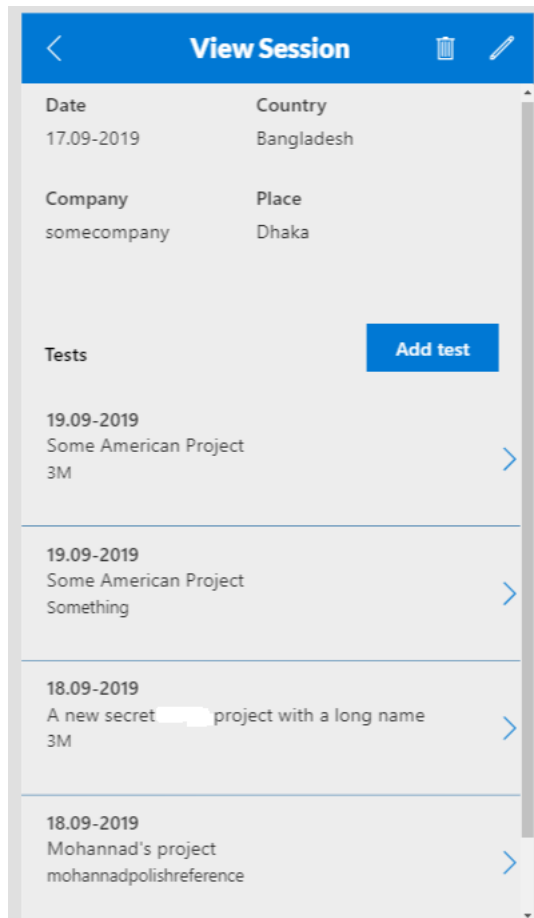 View Session
Date Country
17.09-2019 Bangladesh
Company Place
somecompany Dhaka
Tests Add test
19.09-2019
Some American Project
3M
19.09-2019
Some American Project
Something
18.09-2019
A new secret project with a long name
3M
18.09-2019
Mohannad's project
mohannadpolishreference